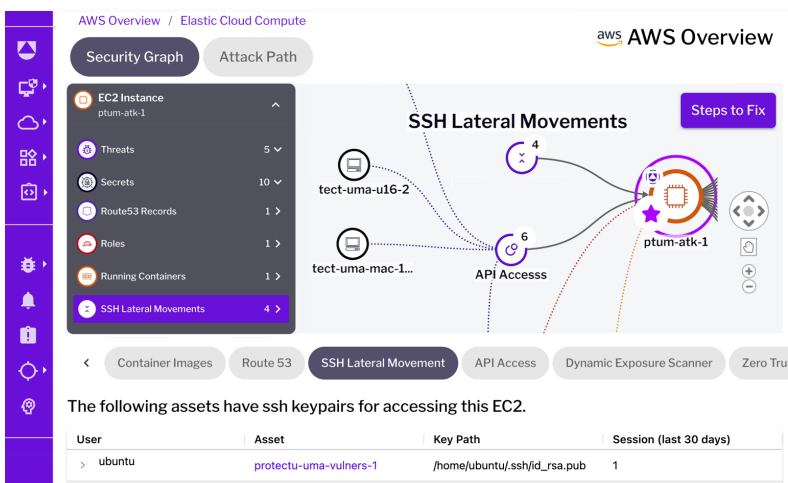 AWS Overview / Elastic Cloud Compute
aws AWS Overview
Security Graph
Attack Path
EC2 Instance
ptum-atk-1
Threats 5
Secrets 10
Route53 Records 1
Roles 1
Running Containers 1
SSH Lateral Movements 4
SSH Lateral Movements
Steps to Fix
4
tect-uma-u16-2
6
tect-uma-mac-1...
API Accesss
ptum-atk-1
Container Images
Route 53
SSH Lateral Movement
API Access
Dynamic Exposure Scanner
Zero Tru
The following assets have ssh keypairs for accessing this EC2.
User Asset Key Path Session (last 30 days)
ubuntu protectu-uma-vulners-1 /home/ubuntu/.ssh/id_rsa.pub 1